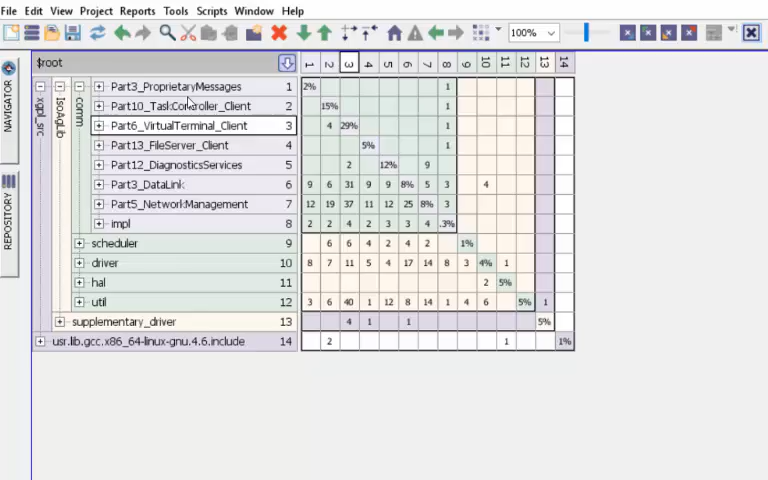 File Edit View Project Reports Tools Scripts Window Help
100%
$root 1 2 3 4 5 6 7 8 9 10 11 12 13 14
NAVIGATOR
REPOSITORY
xgpl_src
IsoAgLib
comm
Part3_ProprietaryMessages 1 2% 1
Part10_TaskController_Client 2 15% 1
Part6_VirtualTerminal_Client 3 4 29% 1
Part13_FileServer_Client 4 5% 1
Part12_DiagnosticsServices 5 2 12% 9
Part3_DataLink 6 9 6 31 9 9 8% 5 3 4
Part5_NetworkManagement 7 12 19 37 11 12 25 8% 3
impl 8 2 2 4 2 3 3 4 .3%
scheduler 9 6 6 4 2 4 2 1%
driver 10 8 7 11 5 4 17 14 8 3 4% 1
hal 11 2 5%
util 12 3 6 40 1 12 8 14 1 4 6 5% 1
supplementary_driver 13 4 1 1 5%
usr.lib.gcc.x86_64-linux-gnu.4.6.include 14 2 1 1%